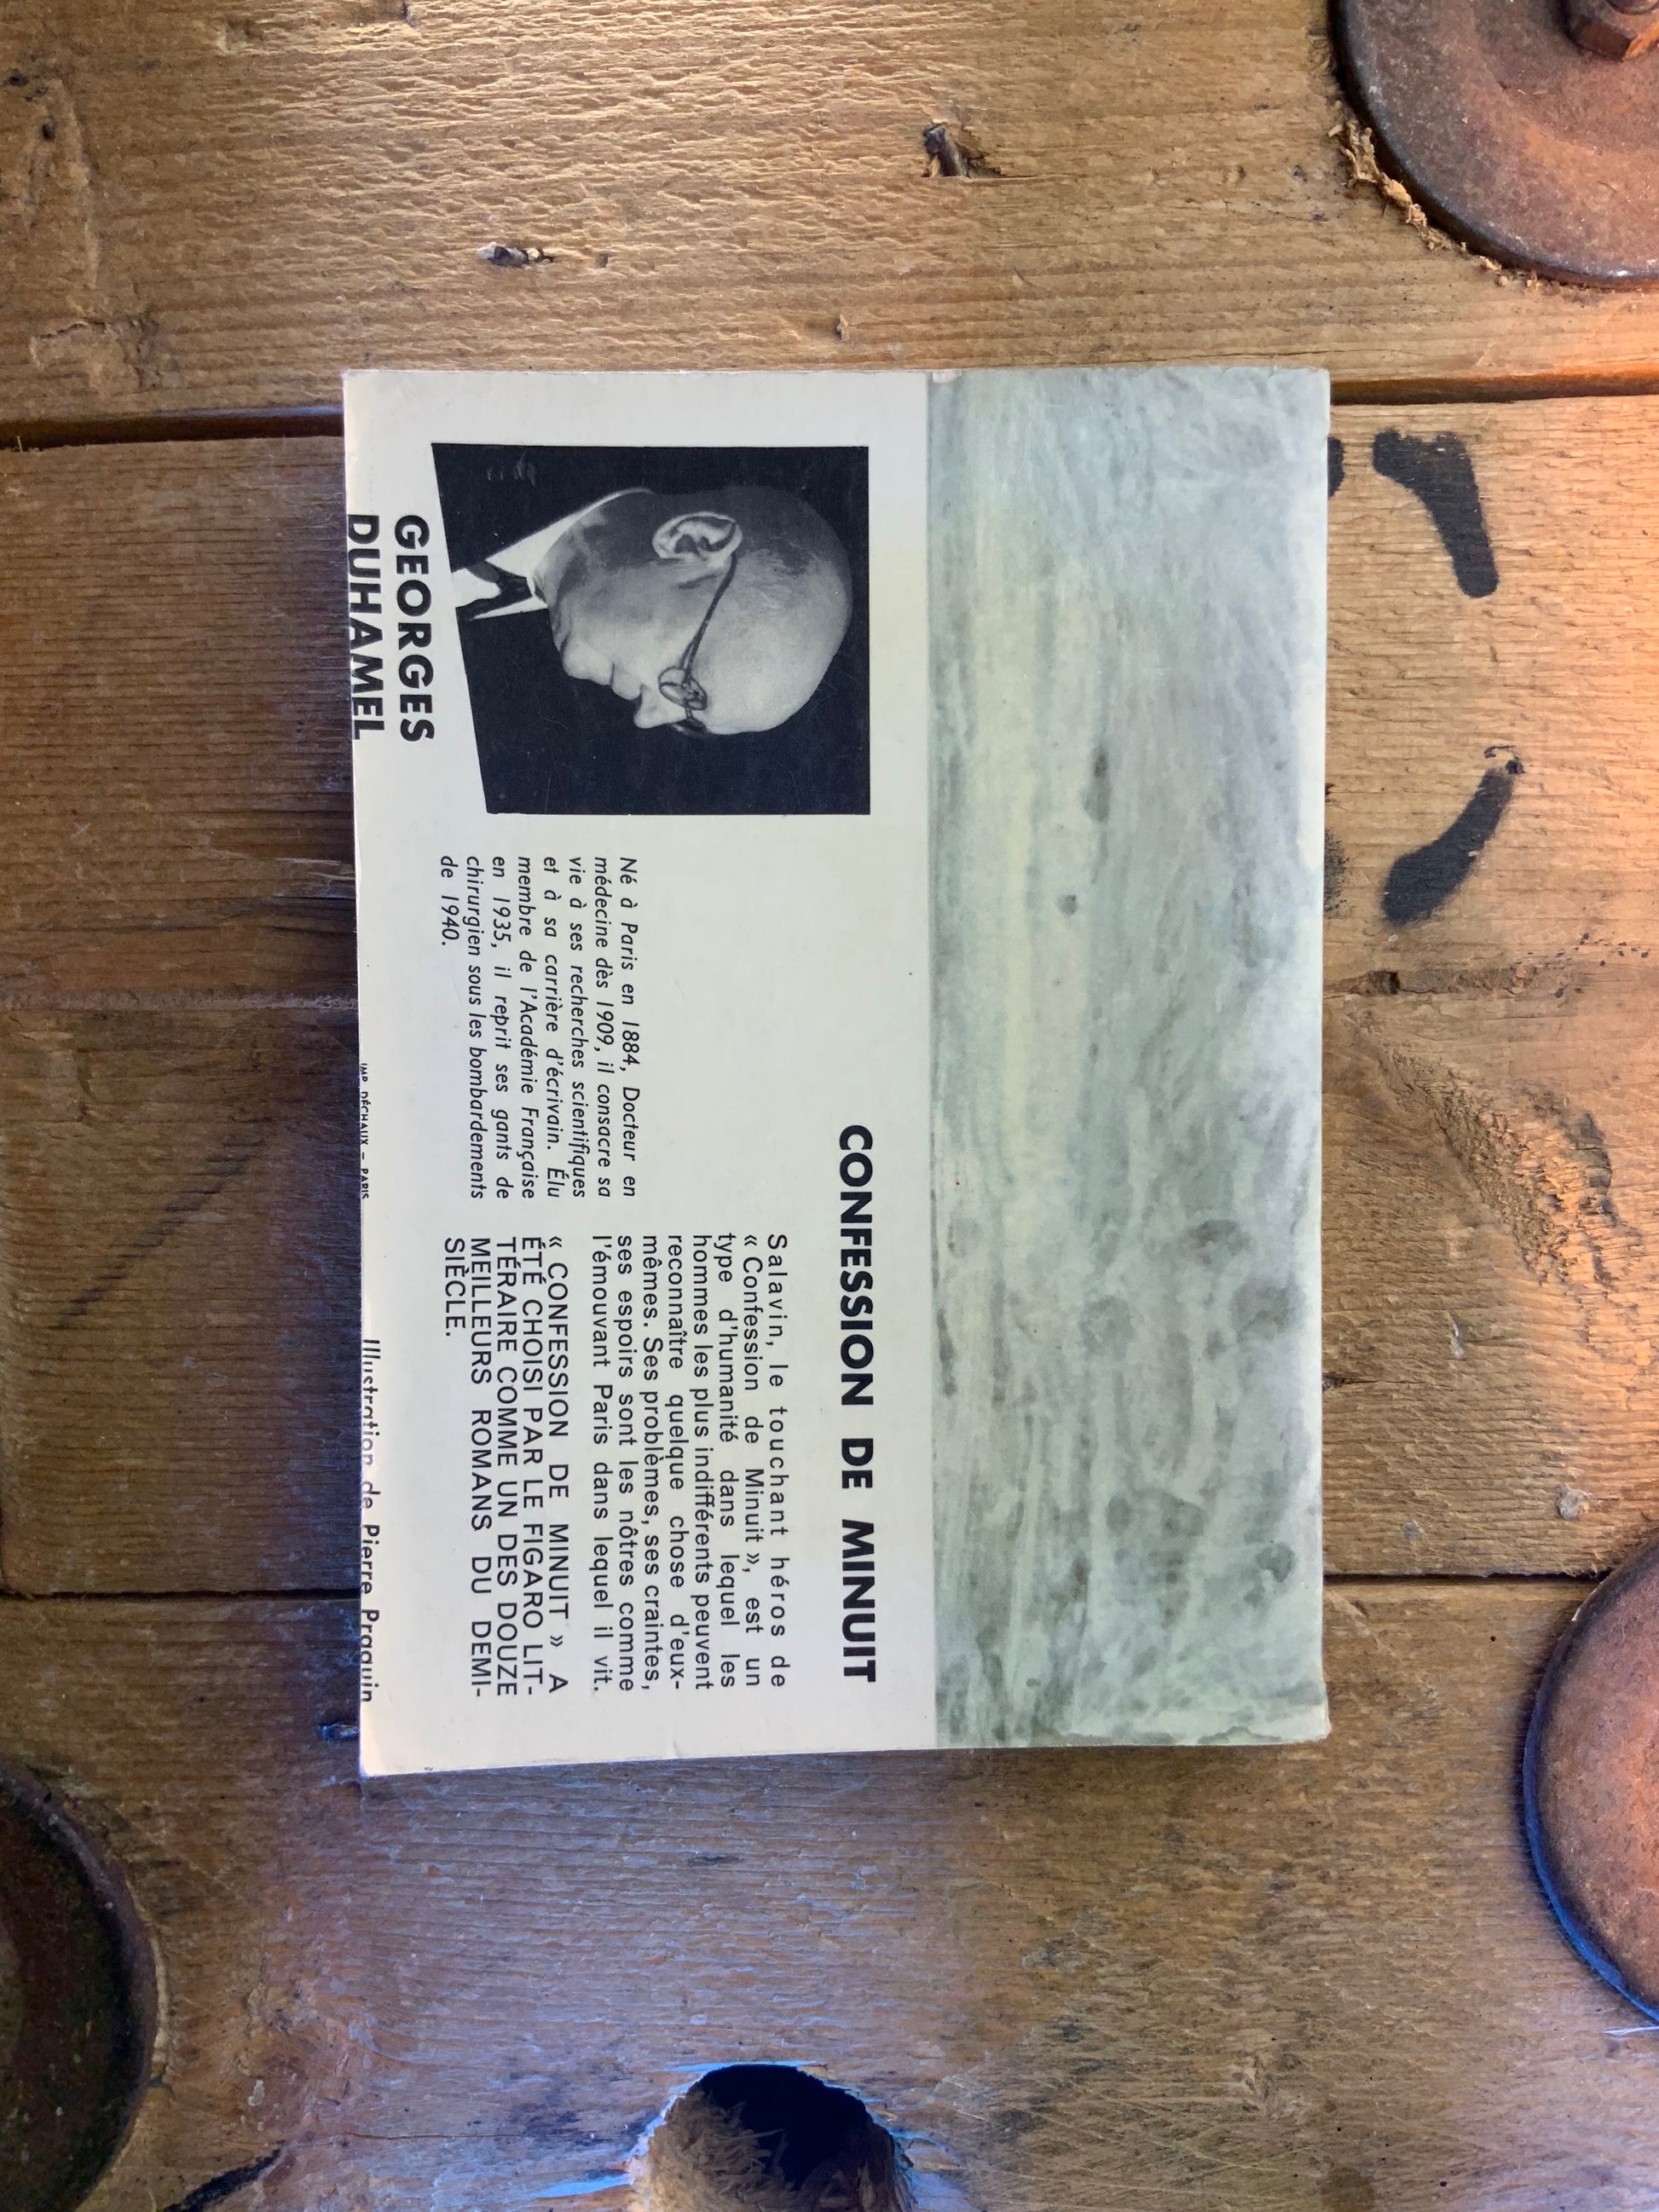 CONFESSION DE MINUIT
Salavin, le touchant héros de
« Confession de Minuit », est un
type d'humanité dans lequel les
hommes les plus indifférents peuvent
reconnaître quelque chose d'eux-
mêmes. Ses problèmes, ses craintes,
ses espoirs sont les nôtres comme
l'émouvant Paris dans lequel il vit.
« CONFESSION DE MINUIT » A
ÉTÉ CHOISI PAR LE FIGARO LIT-
TÉRAIRE COMME UN DES DOUZE
MEILLEURS ROMANS DU DEMI-
SIÈCLE.
Né à Paris en 1884, Docteur en
médecine dès 1909, il consacre sa
vie à ses recherches scientifiques
et à sa carrière d'écrivain. Élu
membre de l'Académie Française
en 1935, il reprit ses gants de
chirurgien sous les bombardements
de 1940.
GEORGES
DUHAMEL
IMP. DÉCHAUX – PARIS
Illustration de Pierre Praquin